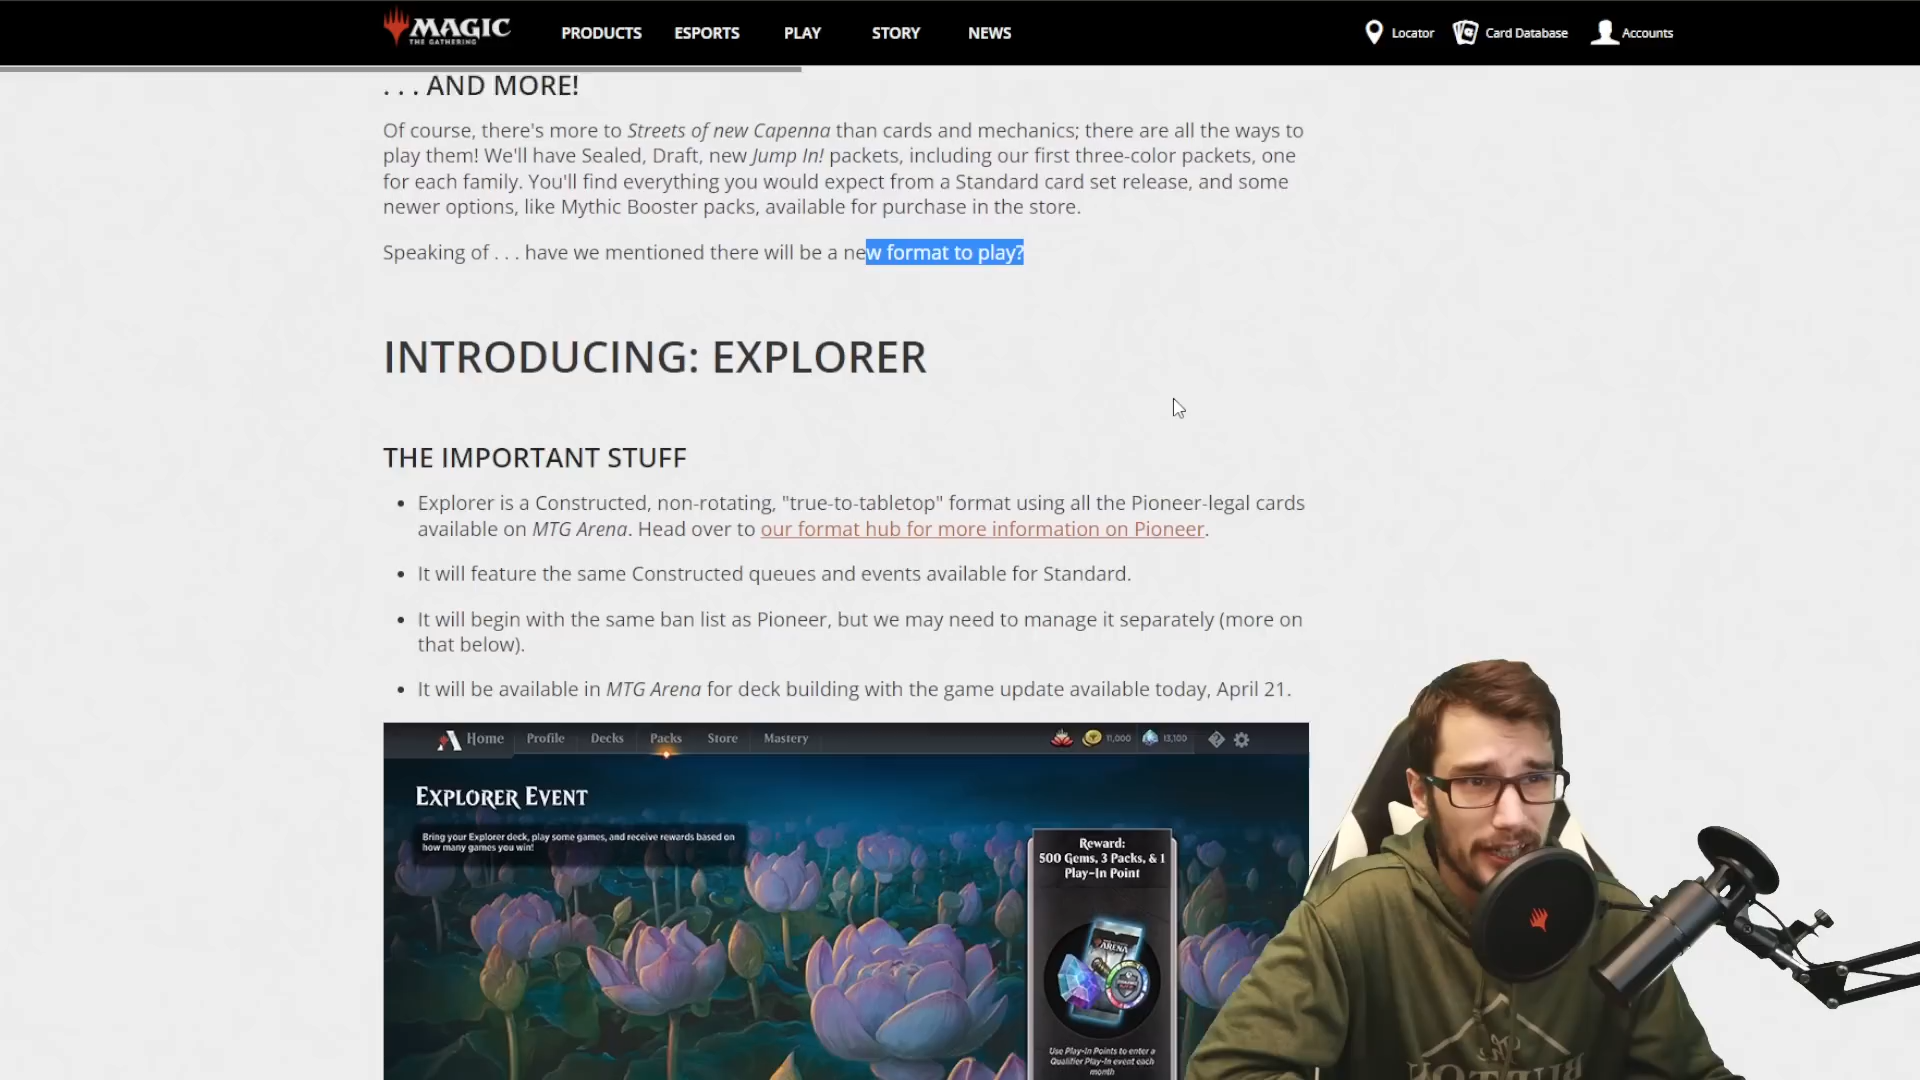 MAGIC
THE GATHERING
PRODUCTS ESPORTS PLAY STORY NEWS
Locator Card Database Accounts
. . . AND MORE!
Of course, there's more to Streets of new Capenna than cards and mechanics; there are all the ways to
play them! We'll have Sealed, Draft, new Jump In! packets, including our first three-color packets, one
for each family. You'll find everything you would expect from a Standard card set release, and some
newer options, like Mythic Booster packs, available for purchase in the store.
Speaking of . . . have we mentioned there will be a new format to play?
INTRODUCING: EXPLORER
THE IMPORTANT STUFF
• Explorer is a Constructed, non-rotating, "true-to-tabletop" format using all the Pioneer-legal cards
available on MTG Arena. Head over to our format hub for more information on Pioneer.
• It will feature the same Constructed queues and events available for Standard.
• It will begin with the same ban list as Pioneer, but we may need to manage it separately (more on
that below).
• It will be available in MTG Arena for deck building with the game update available today, April 21.
Home Profile Decks Packs Store Mastery 11,000 13,100
EXPLORER EVENT
Bring your Explorer deck, play some games, and receive rewards based on
how many games you win!
Reward:
500 Gems, 3 Packs, & 1
Play-In Point
ARENA
Use Play-In Points to enter a
Qualifier Play-In event each
month